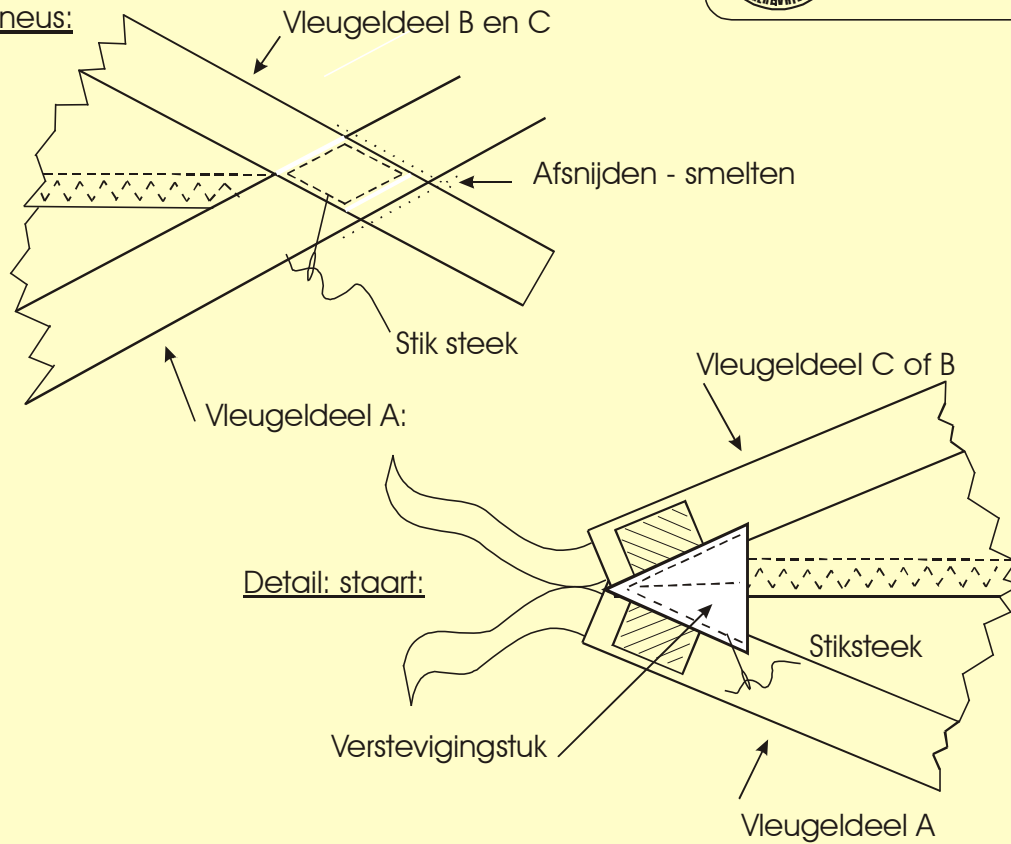 neus:
Vleugeldeel B en C
Afsnijden - smelten
Stik steek
Vleugeldeel A:
Vleugeldeel C of B
Detail: staart:
Stiksteek
Verstevigingstuk
Vleugeldeel A